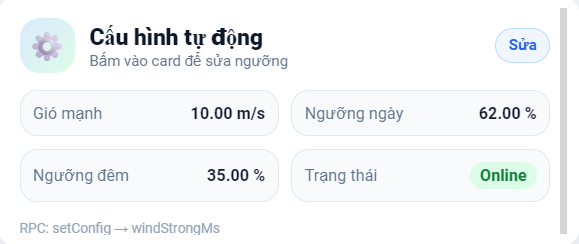 Cấu hình tự động
Bấm vào card để sửa ngưỡng
Sửa
Gió mạnh 10.00 m/s
Ngưỡng ngày 62.00 %
Ngưỡng đêm 35.00 %
Trạng thái Online
RPC: setConfig → windStrongMs